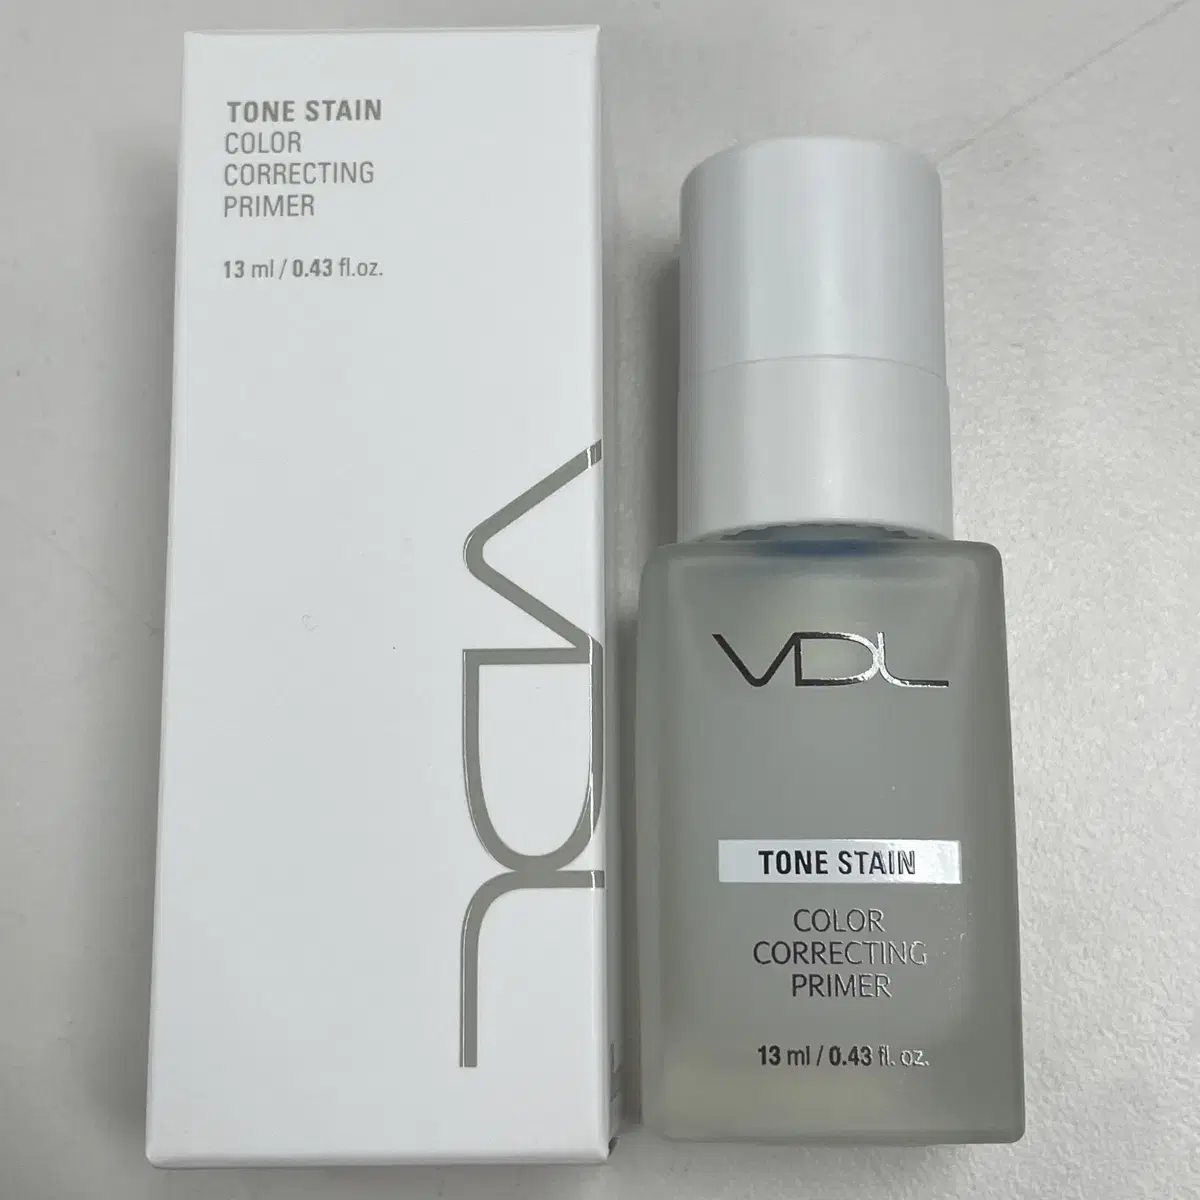 TONE STAIN
COLOR
CORRECTING
PRIMER
13 ml / 0.43 fl.oz.
VDL
VDL
TONE STAIN
COLOR
CORRECTING
PRIMER
13 ml / 0.43 fl. oz.